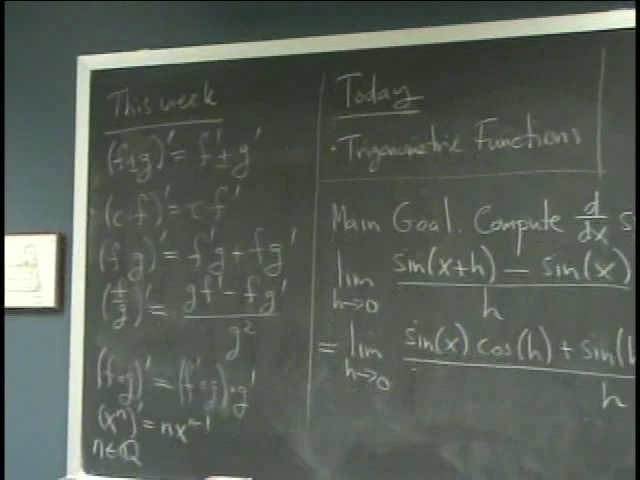 This week
(f±g)' = f' ± g'
(c·f)' = c·f'
(f·g)' = f'g + fg'
(f/g)' = (gf' - fg')/g²
(f∘g)' = (f'∘g)·g'
(xⁿ)' = nxⁿ⁻¹
n∈ℚ
Today
· Trigonometric Functions
Main Goal. Compute d/dx s
lim h→0 (sin(x+h) - sin(x))/h
= lim h→0 (sin(x) cos(h) + sin(/h